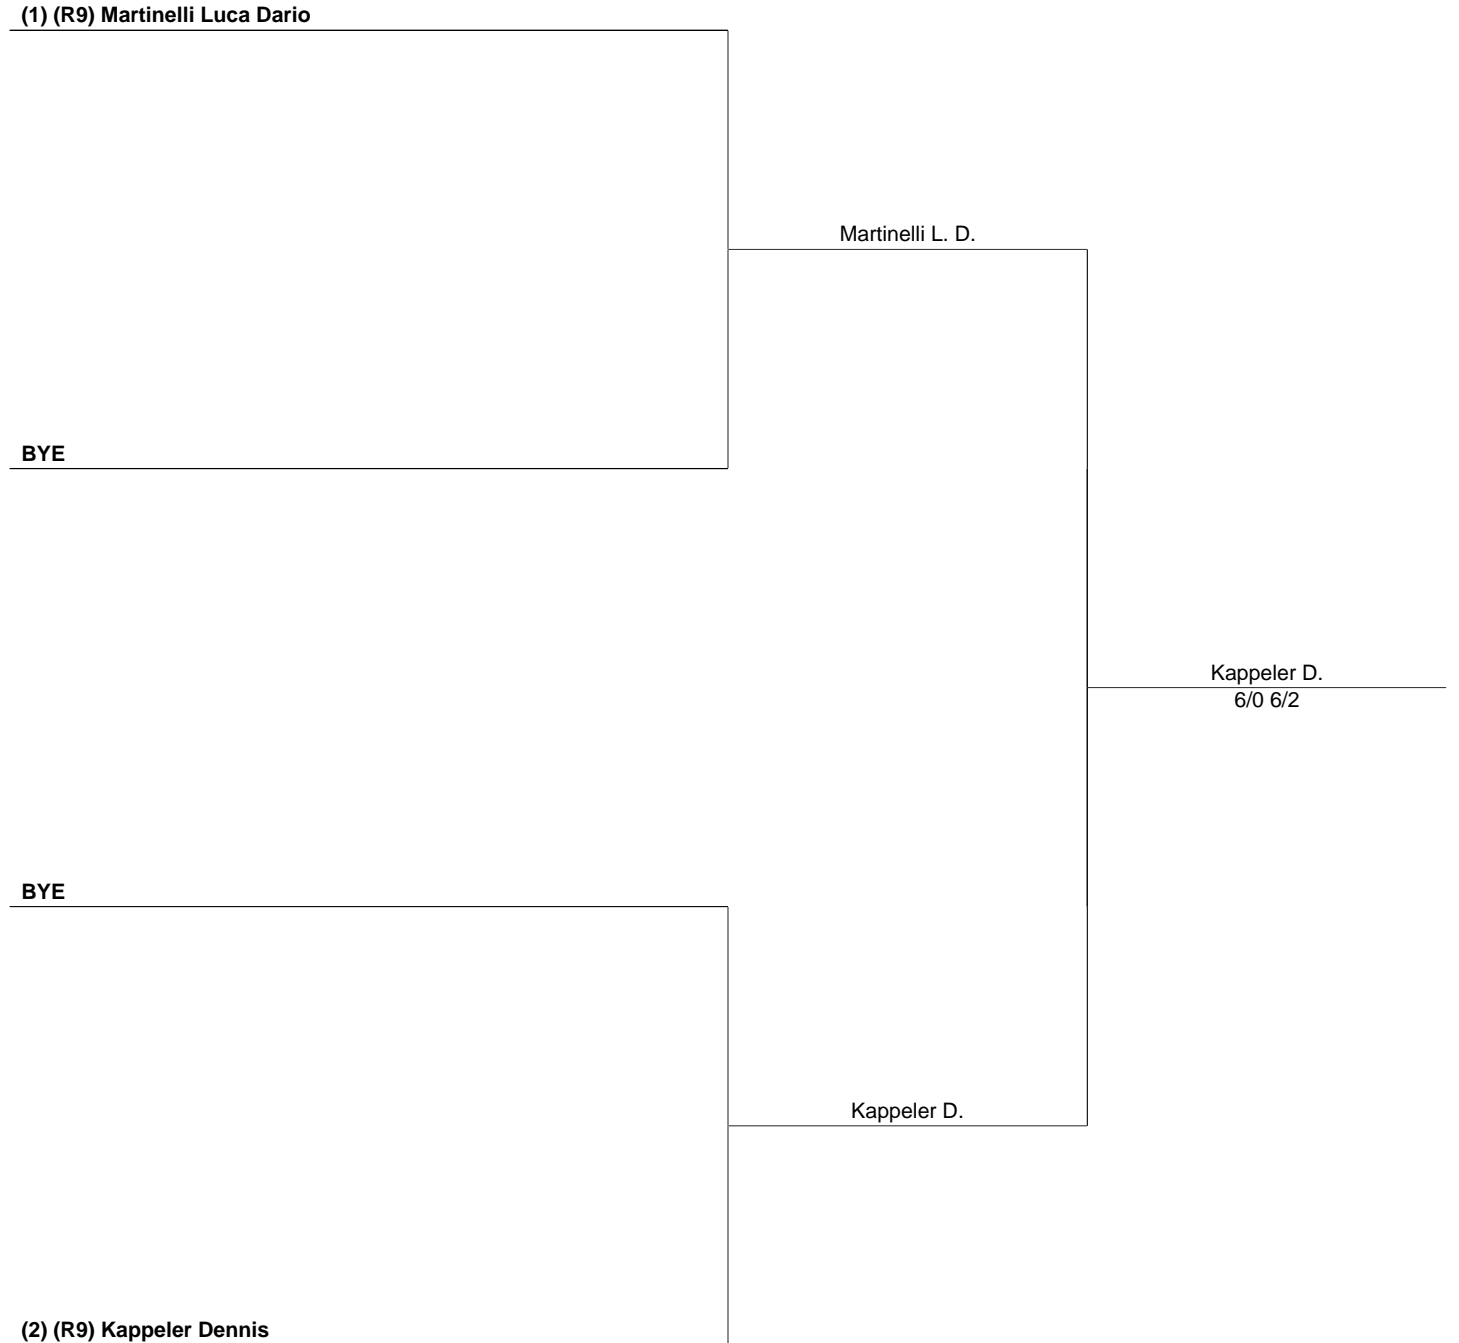 (1) (R9) Martinelli Luca Dario
Martinelli L. D.
BYE
Kappeler D.
6/0 6/2
BYE
Kappeler D.
(2) (R9) Kappeler Dennis